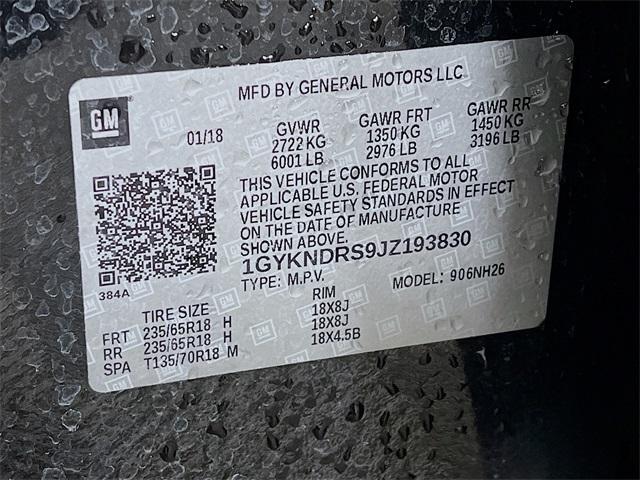 MFD BY GENERAL MOTORS LLC
GM
01/18
GVWR GAWR FRT GAWR RR
2722 KG 1350 KG 1450 KG
6001 LB 2976 LB 3196 LB
THIS VEHICLE CONFORMS TO ALL
APPLICABLE U.S. FEDERAL MOTOR
VEHICLE SAFETY STANDARDS IN EFFECT
ON THE DATE OF MANUFACTURE
SHOWN ABOVE.
1GYKNDRS9JZ193830
384A
TYPE: M.P.V. MODEL: 906NH26
TIRE SIZE RIM
FRT 235/65R18 H 18X8J
RR 235/65R18 H 18X8J
SPA T135/70R18 M 18X4.5B